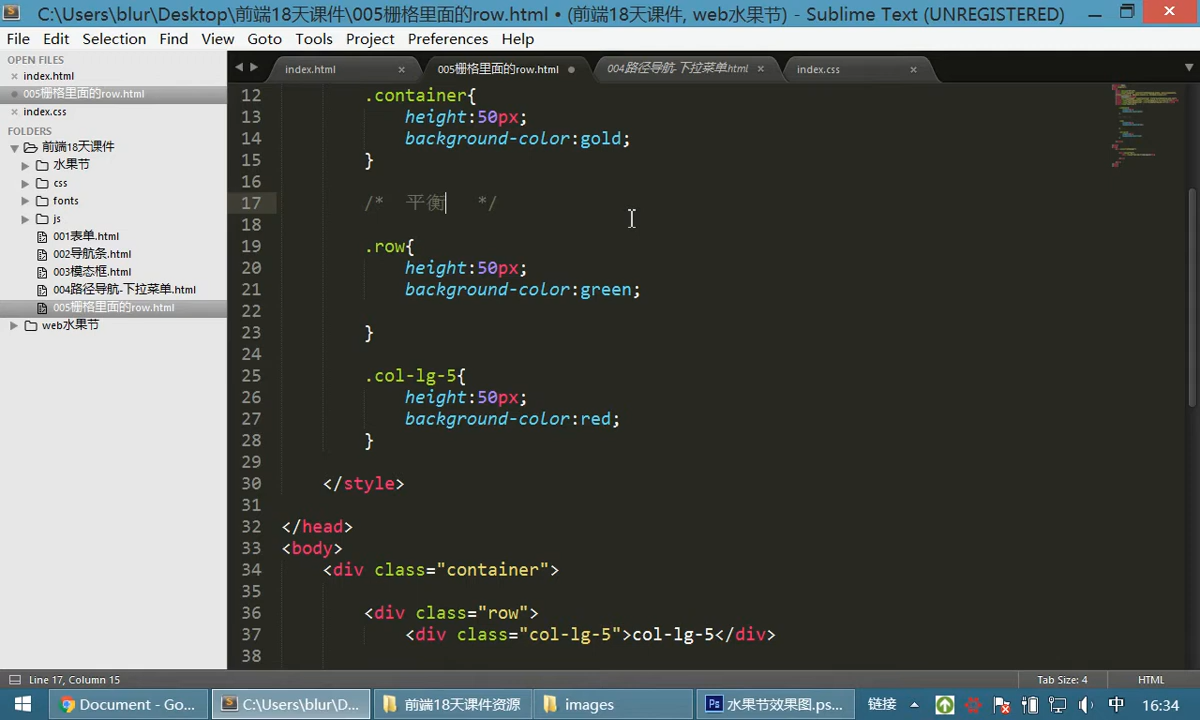 C:\Users\blur\Desktop\前端18天课件\005栅格里面的row.html • (前端18天课件, web水果节) - Sublime Text (UNREGISTERED)
File Edit Selection Find View Goto Tools Project Preferences Help
OPEN FILES
index.html
005栅格里面的row.html
index.css
FOLDERS
前端18天课件
水果节
css
fonts
js
001表单.html
002导航条.html
003模态框.html
004路径导航-下拉菜单.html
005栅格里面的row.html
web水果节
index.html 005栅格里面的row.html 004路径导航-下拉菜单.html index.css
12 .container{
13 height:50px;
14 background-color:gold;
15 }
16
17 /* 平衡 */
18
19 .row{
20 height:50px;
21 background-color:green;
22
23 }
24
25 .col-lg-5{
26 height:50px;
27 background-color:red;
28 }
29
30 </style>
31
32 </head>
33 <body>
34 <div class="container">
35
36 <div class="row">
37 <div class="col-lg-5">col-lg-5</div>
38
Line 17, Column 15 Tab Size: 4 HTML
Document - Go... C:\Users\blur\D... 前端18天课件资源 images 水果节效果图.ps... 链接 中 16:34